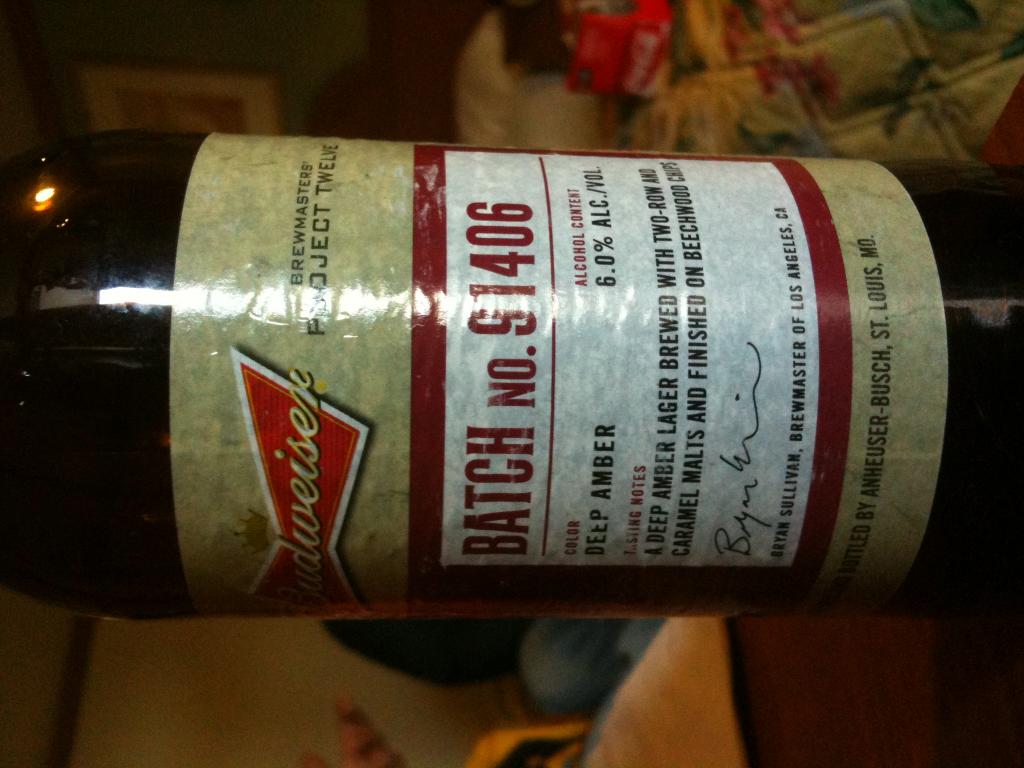 Budweiser
BREWMASTERS'
PROJECT TWELVE
BATCH NO. 91406
COLOR
DEEP AMBER
ALCOHOL CONTENT
6.0% ALC./VOL.
TASTING NOTES
A DEEP AMBER LAGER BREWED WITH TWO-ROW AND
CARAMEL MALTS AND FINISHED ON BEECHWOOD CHIPS
BRYAN SULLIVAN, BREWMASTER OF LOS ANGELES, CA
BOTTLED BY ANHEUSER-BUSCH, ST. LOUIS, MO.